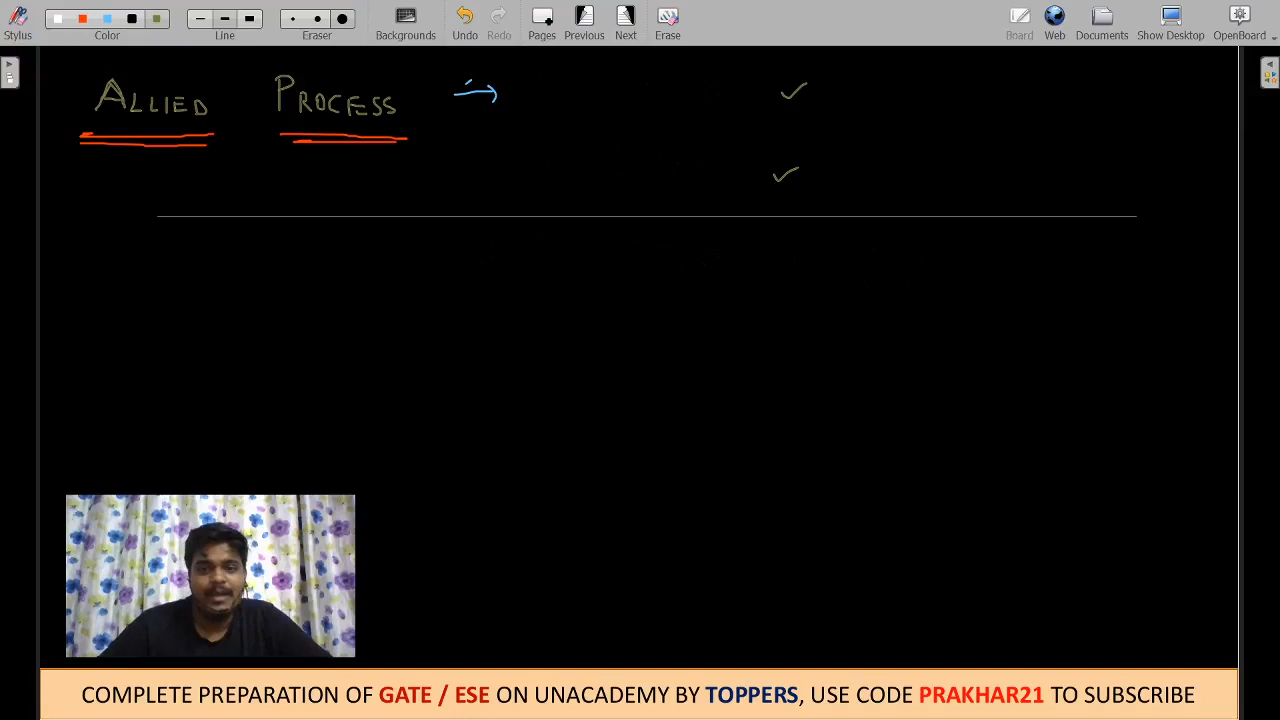 Stylus Color Line Eraser Backgrounds Undo Redo Pages Previous Next Erase Board Web Documents Show Desktop OpenBoard
ALLIED PROCESS
COMPLETE PREPARATION OF GATE / ESE ON UNACADEMY BY TOPPERS, USE CODE PRAKHAR21 TO SUBSCRIBE